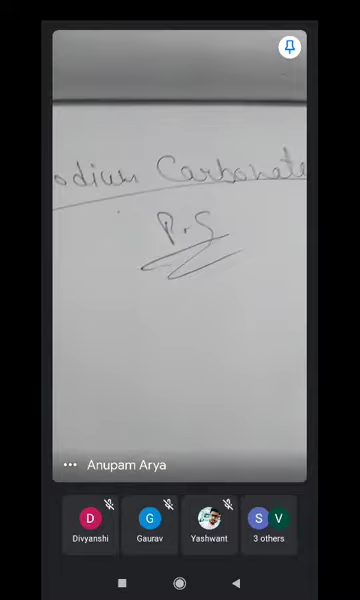 odium Carbonate
P.S
Anupam Arya
D
G
S
V
Divyanshi
Gaurav
Yashwant
3 others